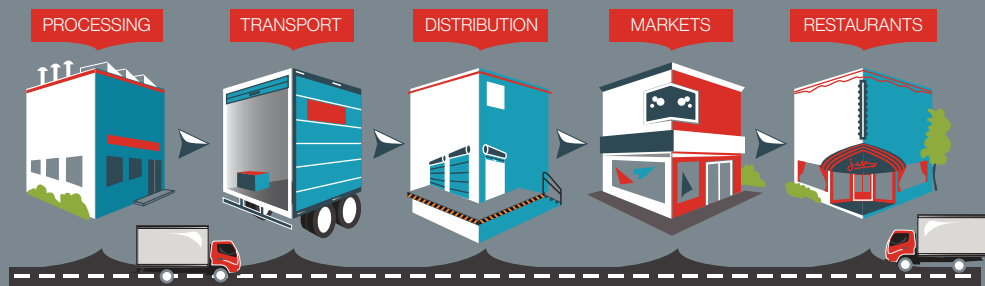 PROCESSING
TRANSPORT
DISTRIBUTION
MARKETS
RESTAURANTS